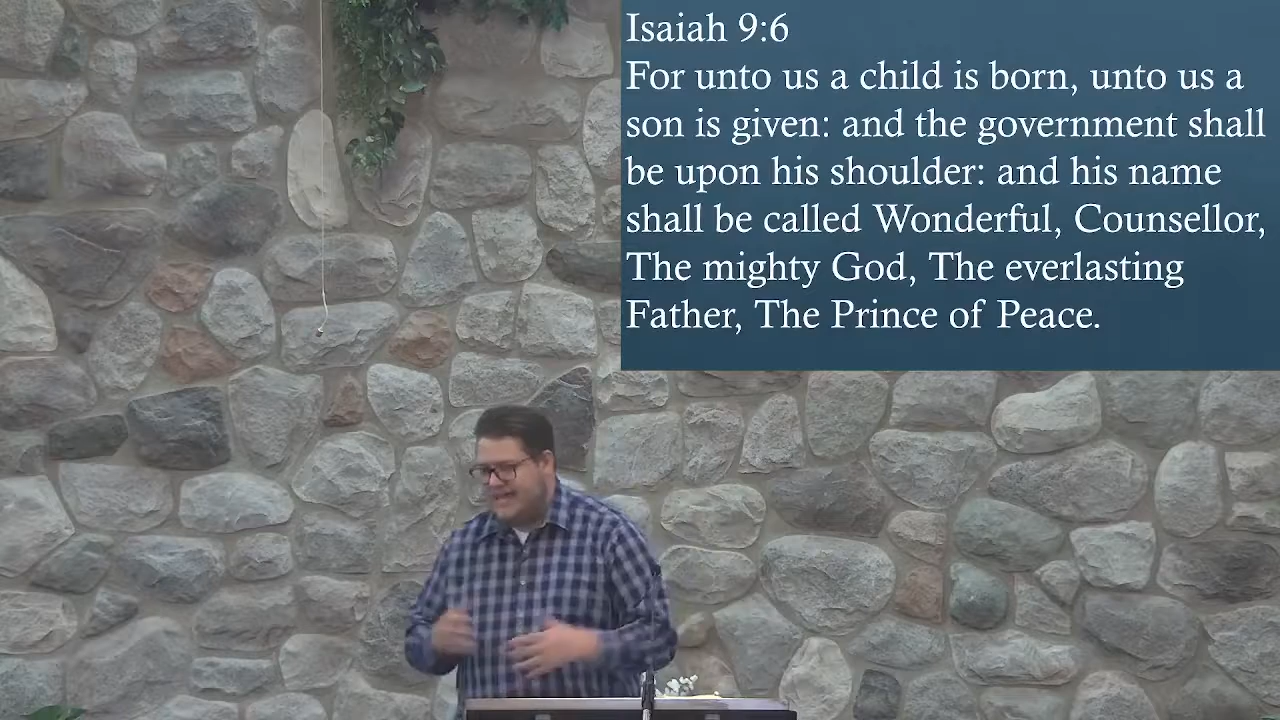 Isaiah 9:6
For unto us a child is born, unto us a
son is given: and the government shall
be upon his shoulder: and his name
shall be called Wonderful, Counsellor,
The mighty God, The everlasting
Father, The Prince of Peace.